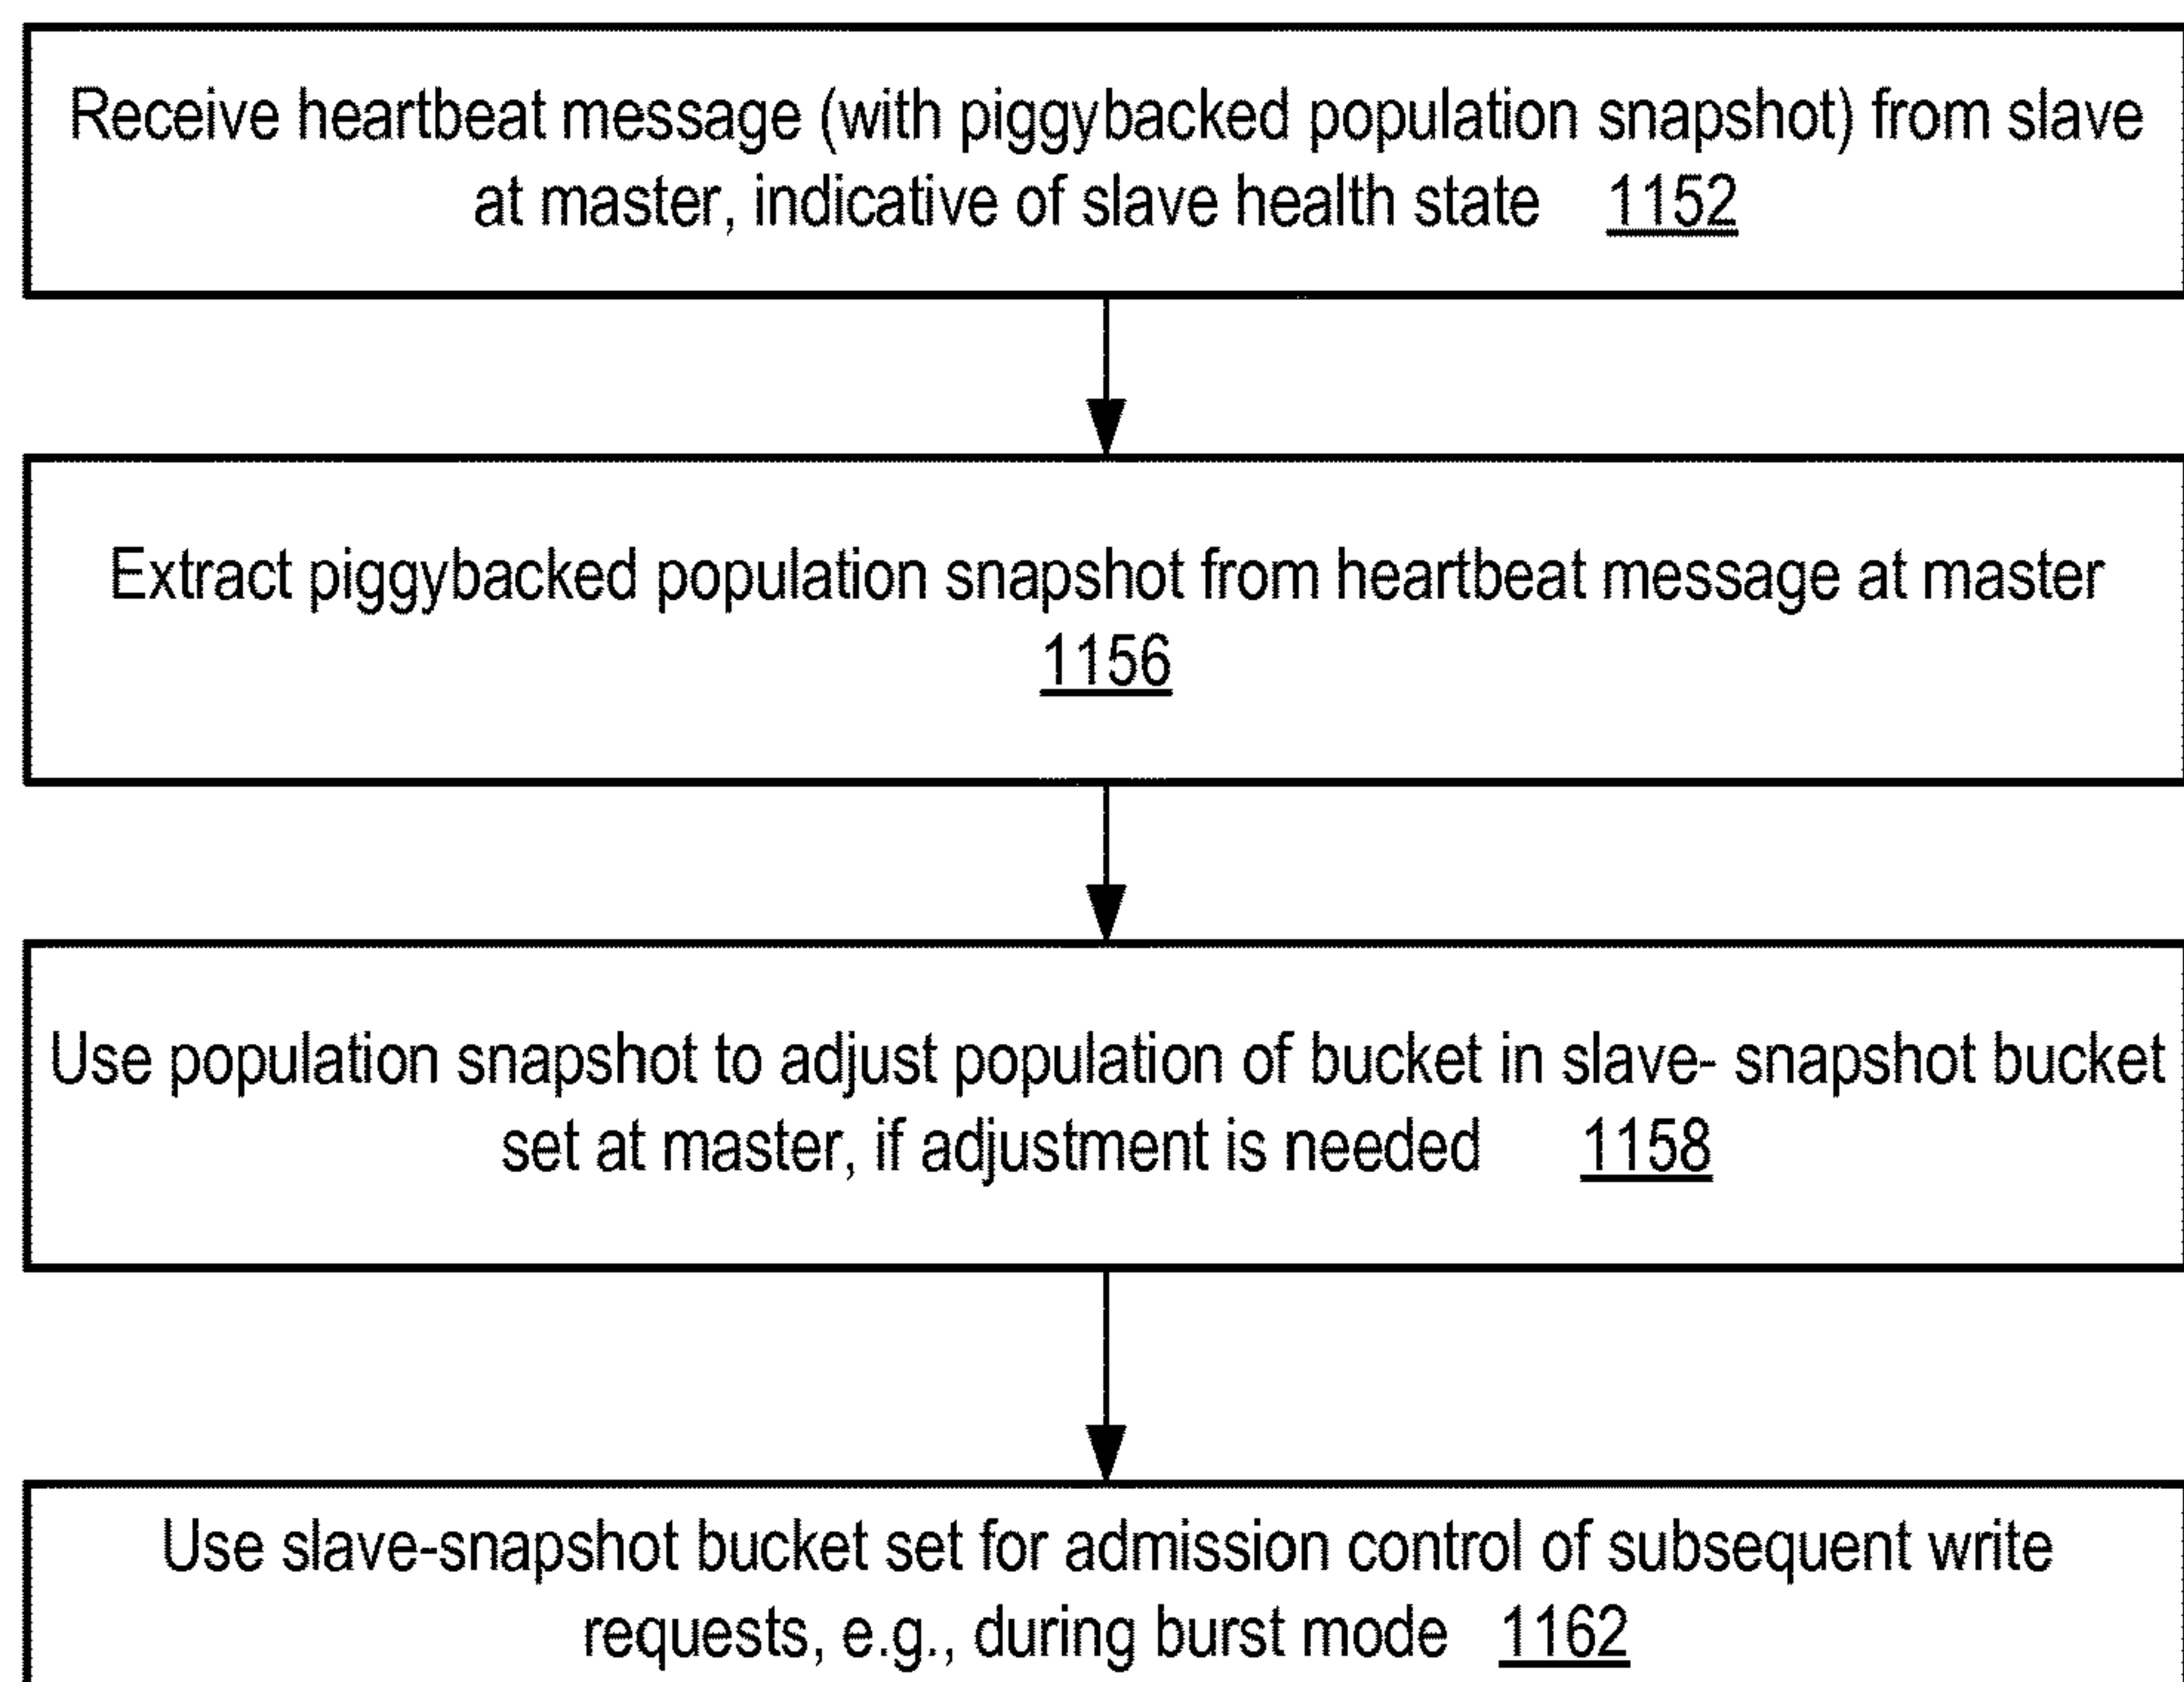 Receive heartbeat message (with piggybacked population snapshot) from slave
at master, indicative of slave health state 1152
Extract piggybacked population snapshot from heartbeat message at master
1156
Use population snapshot to adjust population of bucket in slave- snapshot bucket
set at master, if adjustment is needed 1158
Use slave-snapshot bucket set for admission control of subsequent write
requests, e.g., during burst mode 1162